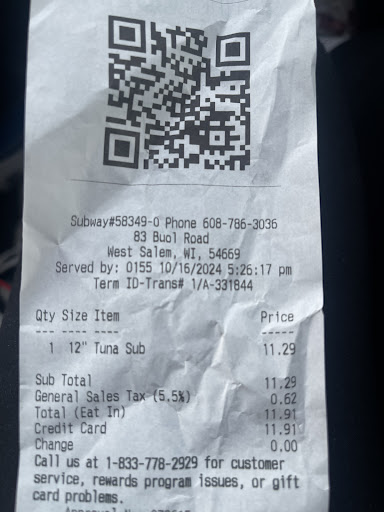 Subway#58349-0 Phone 608-786-3036
83 Buol Road
West Salem, WI, 54669
Served by: 0155 10/16/2024 5:26:17 pm
Term ID-Trans# 1/A-331844
Qty Size Item Price
--- ---- ---- -----
1 12" Tuna Sub 11.29
Sub Total 11.29
General Sales Tax (5.5%) 0.62
Total (Eat In) 11.91
Credit Card 11.91
Change 0.00
Call us at 1-833-778-2929 for customer
service, rewards program issues, or gift
card problems.